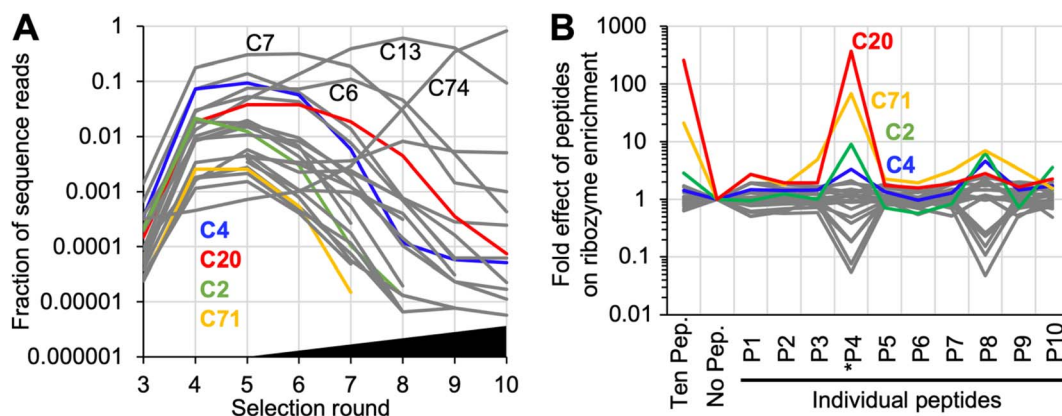 A
Fraction of sequence reads
1
0.1
0.01
0.001
0.0001
0.00001
0.000001
C7
C13
C6
C74
C4
C20
C2
C71
3 4 5 6 7 8 9 10
Selection round
B
Fold effect of peptides
on ribozyme enrichment
1000
100
10
1
0.1
0.01
C20
C71
C2
C4
Ten Pep.
No Pep.
P1
P2
P3
*P4
P5
P6
P7
P8
P9
P10
Individual peptides